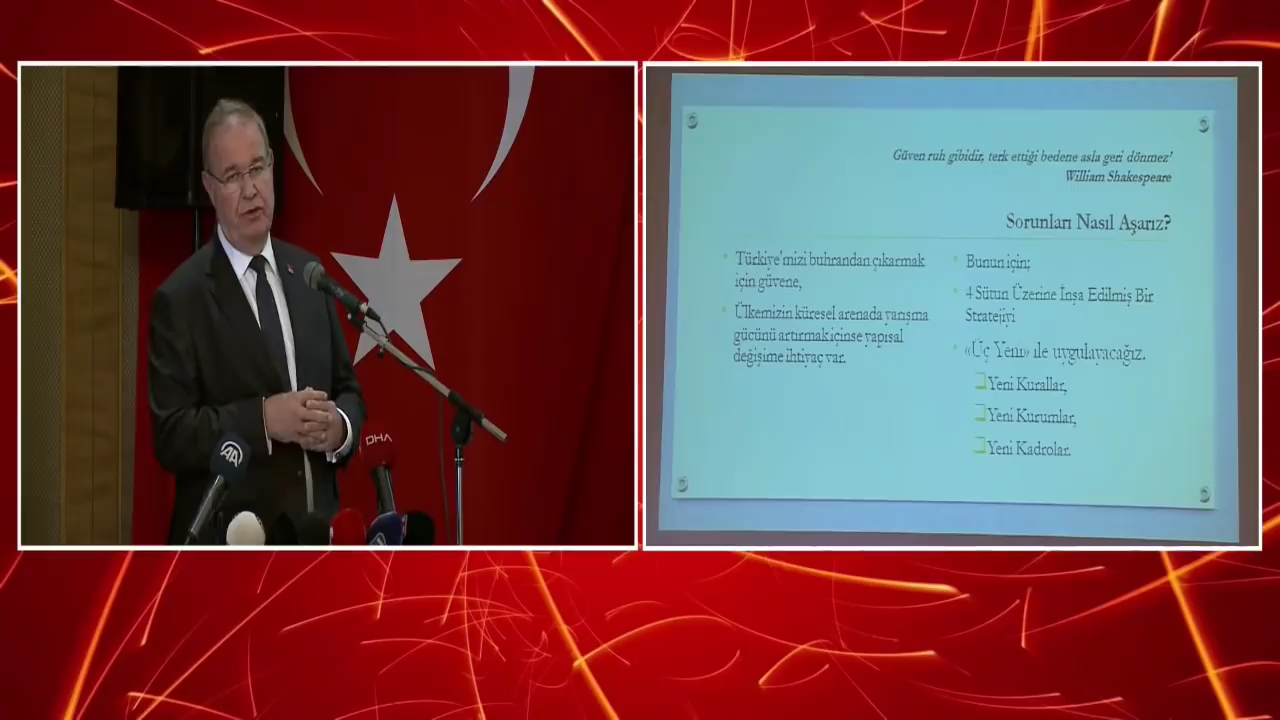 AA
DHA
Güven ruh gibidir, terk ettiği bedene asla geri dönmez'
William Shakespeare
Sorunları Nasıl Aşarız?
Türkiye'mizi buhrandan çıkarmak
için güvene,
Ülkemizin küresel arenada yarışma
gücünü artırmak içinse yapısal
değişime ihtiyaç var.
Bunun için;
4 Sütun Üzerine İnşa Edilmiş Bir
Stratejiyi
«Üç Yeni» ile uygulayacağız.
Yeni Kurallar,
Yeni Kurumlar,
Yeni Kadrolar.